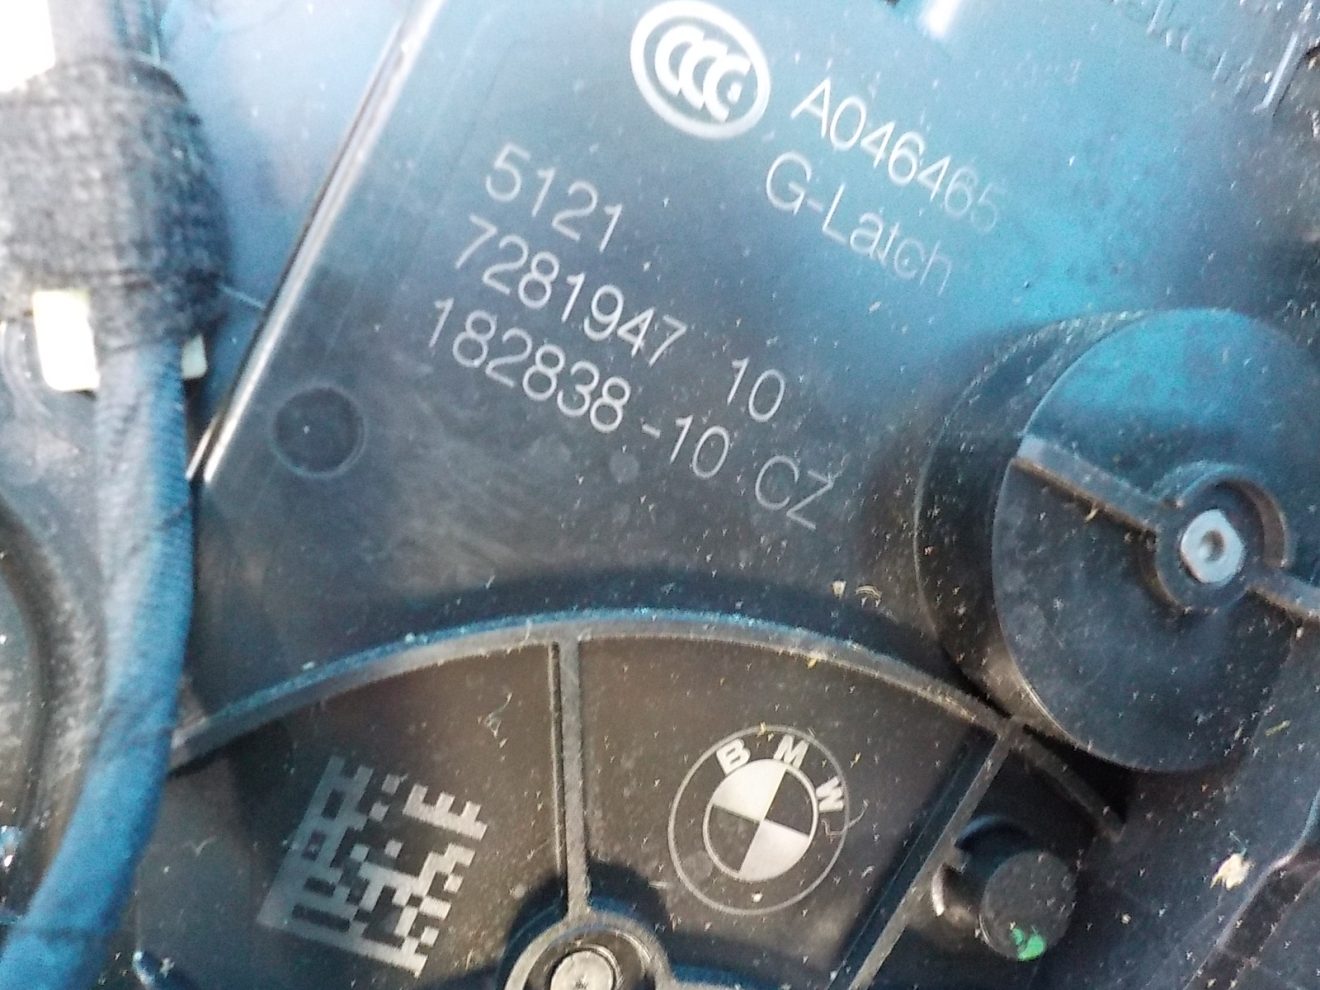 CCC
A046465
G-Latch
5121
7281947 10
182838-10 CZ
BMW